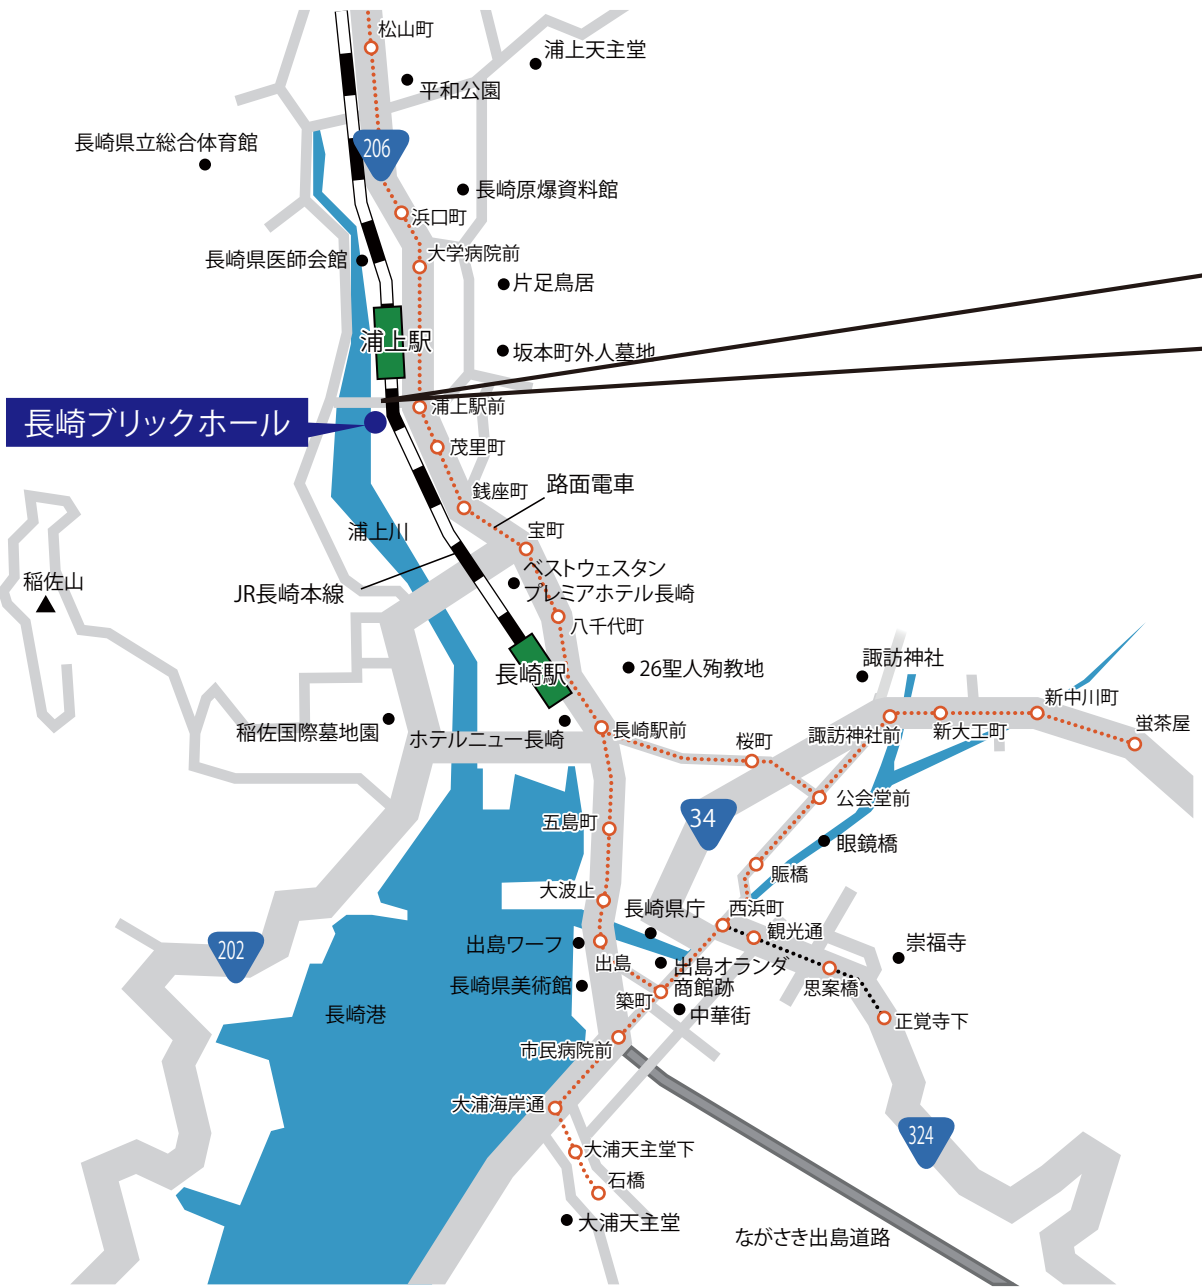 松山町
浦上天主堂
平和公園
長崎県立総合体育館
206
長崎原爆資料館
浜口町
大学病院前
長崎県医師会館
片足鳥居
浦上駅
坂本町外人墓地
浦上駅前
長崎ブリックホール
茂里町
銭座町
路面電車
浦上川
宝町
ベストウェスタン
プレミアホテル長崎
稲佐山
JR長崎本線
八千代町
長崎駅
26聖人殉教地
諏訪神社
新中川町
蛍茶屋
稲佐国際墓地園
ホテルニュー長崎
長崎駅前
桜町
諏訪神社前
新大工町
公会堂前
34
五島町
眼鏡橋
賑橋
大波止
長崎県庁
西浜町
観光通
202
出島ワーフ
出島
出島オランダ
商館跡
崇福寺
思案橋
長崎県美術館
築町
中華街
正覚寺下
長崎港
市民病院前
大浦海岸通
324
大浦天主堂下
石橋
大浦天主堂
ながさき出島道路